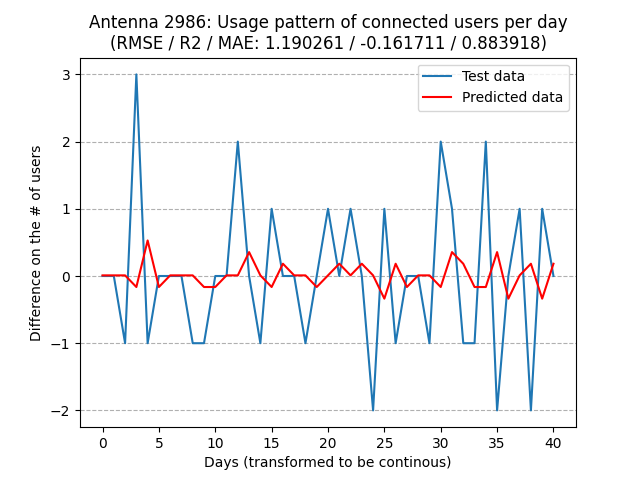 Antenna 2986: Usage pattern of connected users per day
(RMSE / R2 / MAE: 1.190261 / -0.161711 / 0.883918)
Test data
Predicted data
3
2
1
0
−1
−2
Difference on the # of users
0 5 10 15 20 25 30 35 40
Days (transformed to be continous)